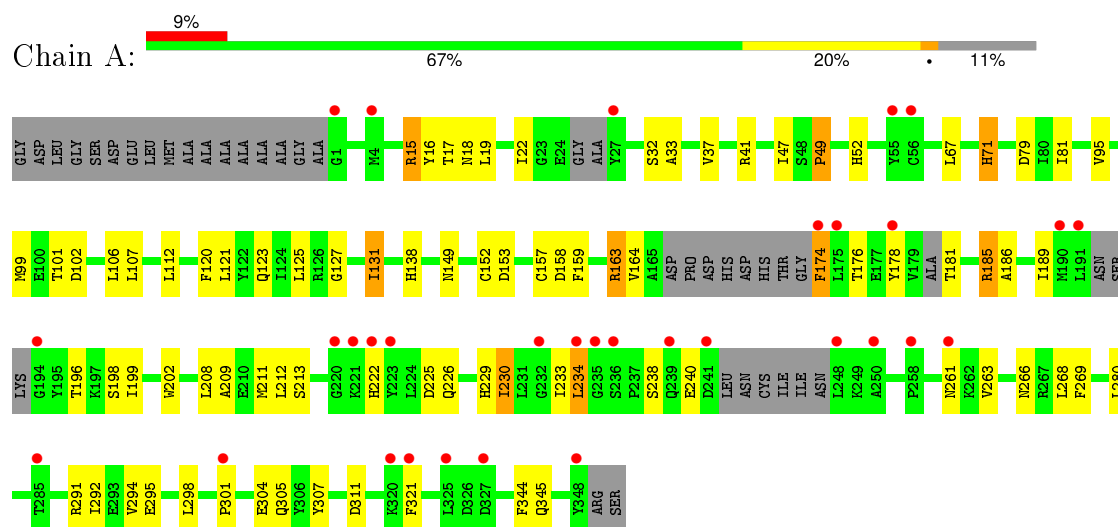 9%
Chain A:
67% 20% • 11%
GLY ASP LEU GLY SER ASP GLU LEU MET ALA ALA ALA ALA ALA ALA GLY ALA G1 M4 R15 Y16 T17 N18 L19 I22 G23 E24 GLY ALA Y27 S32 A33 V37 R41 I47 S48 P49 H52 Y55 C56 L67 H71 D79 I80 I81 V95
M99 E100 T101 D102 L106 L107 L112 F120 L121 Y122 Q123 I124 L125 R126 G127 I131 H138 N149 C152 D153 C157 D158 F159 R163 V164 A165 ASP PRO ASP HIS ASP HIS THR GLY F174 L175 T176 E177 Y178 V179 ALA T181 R185 A186 I189 M190 L191 ASN SER
LYS G194 Y195 T196 K197 S198 I199 W202 L208 A209 E210 M211 L212 S213 G220 K221 H222 Y223 L224 D225 Q226 H229 I230 L231 G232 I233 L234 G235 S236 P237 S238 Q239 E240 D241 LEU ASN CYS ILE ILE ASN L248 K249 A250 P258 N261 K262 V263 N266 R267 L268 F269 L280
T285 R291 I292 E293 V294 E295 L298 P301 E304 Q305 Y306 Y307 D311 K320 F321 L325 D326 D327 F344 Q345 Y348 ARG SER